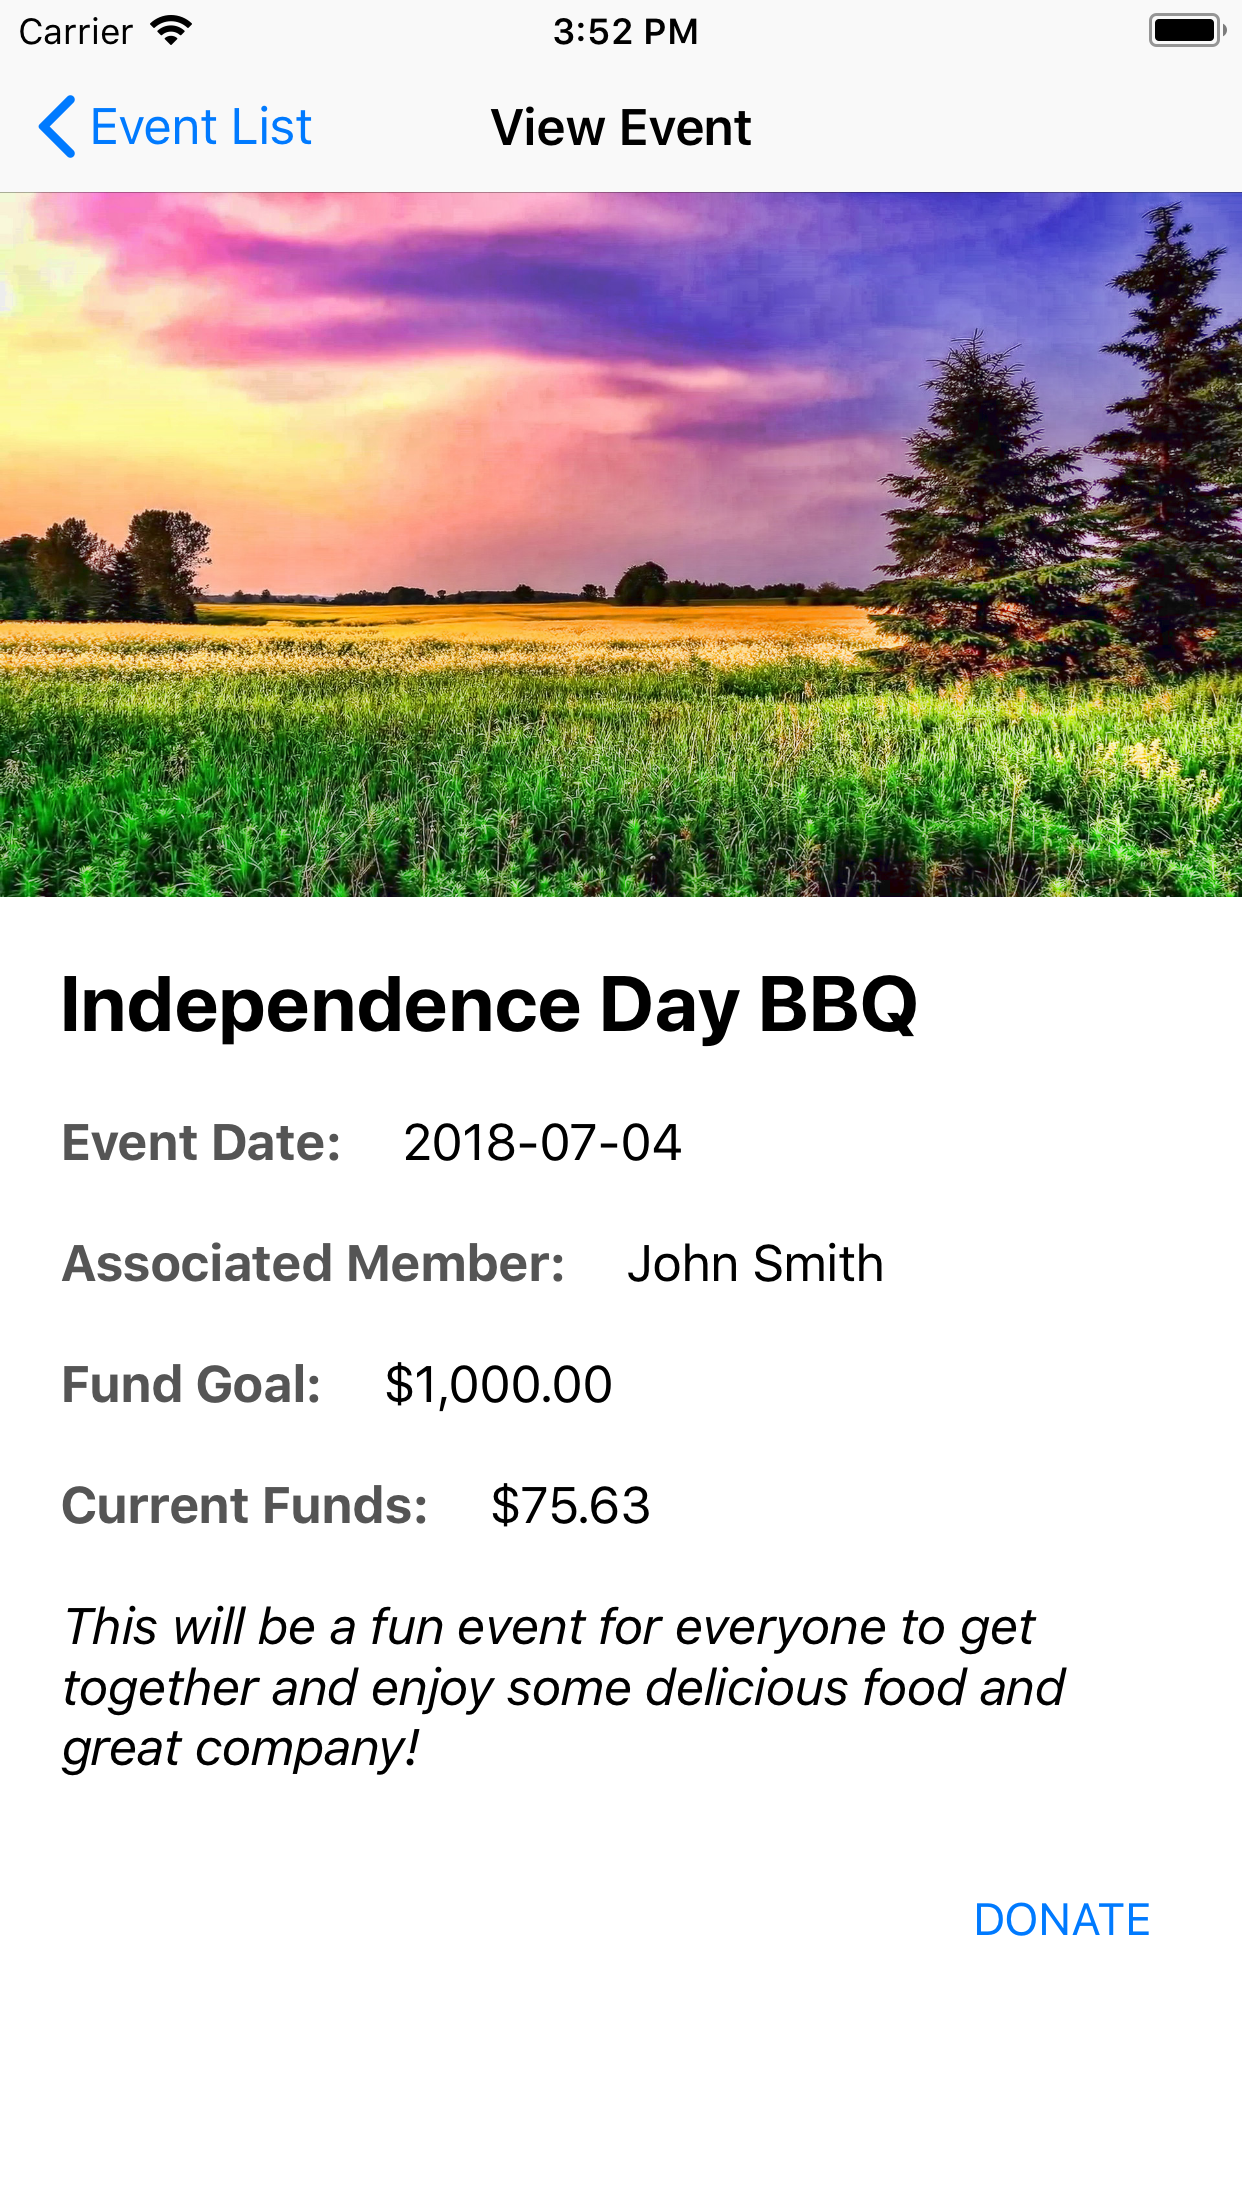 Carrier 3:52 PM
Event List View Event
Independence Day BBQ
Event Date: 2018-07-04
Associated Member: John Smith
Fund Goal: $1,000.00
Current Funds: $75.63
This will be a fun event for everyone to get
together and enjoy some delicious food and
great company!
DONATE